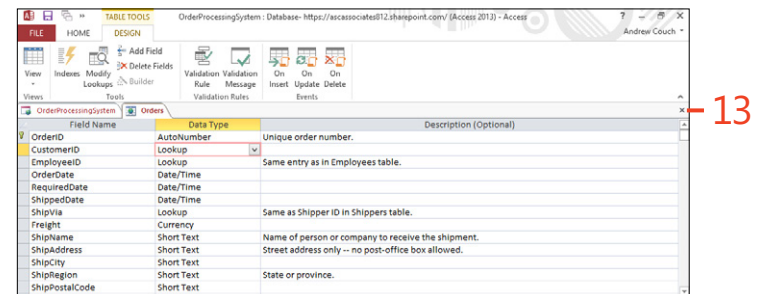 TABLE TOOLS OrderProcessingSystem : Database- https://ascassociates812.sharepoint.com/ (Access 2013) - Access
FILE HOME DESIGN Andrew Couch
View Indexes Modify Lookups Add Field Delete Fields Builder Validation Rule Validation Message On Insert On Update On Delete
Views Tools Validation Rules Events
OrderProcessingSystem Orders 13
Field Name Data Type Description (Optional)
OrderID AutoNumber Unique order number.
CustomerID Lookup
EmployeeID Lookup Same entry as in Employees table.
OrderDate Date/Time
RequiredDate Date/Time
ShippedDate Date/Time
ShipVia Lookup Same as Shipper ID in Shippers table.
Freight Currency
ShipName Short Text Name of person or company to receive the shipment.
ShipAddress Short Text Street address only -- no post-office box allowed.
ShipCity Short Text
ShipRegion Short Text State or province.
ShipPostalCode Short Text